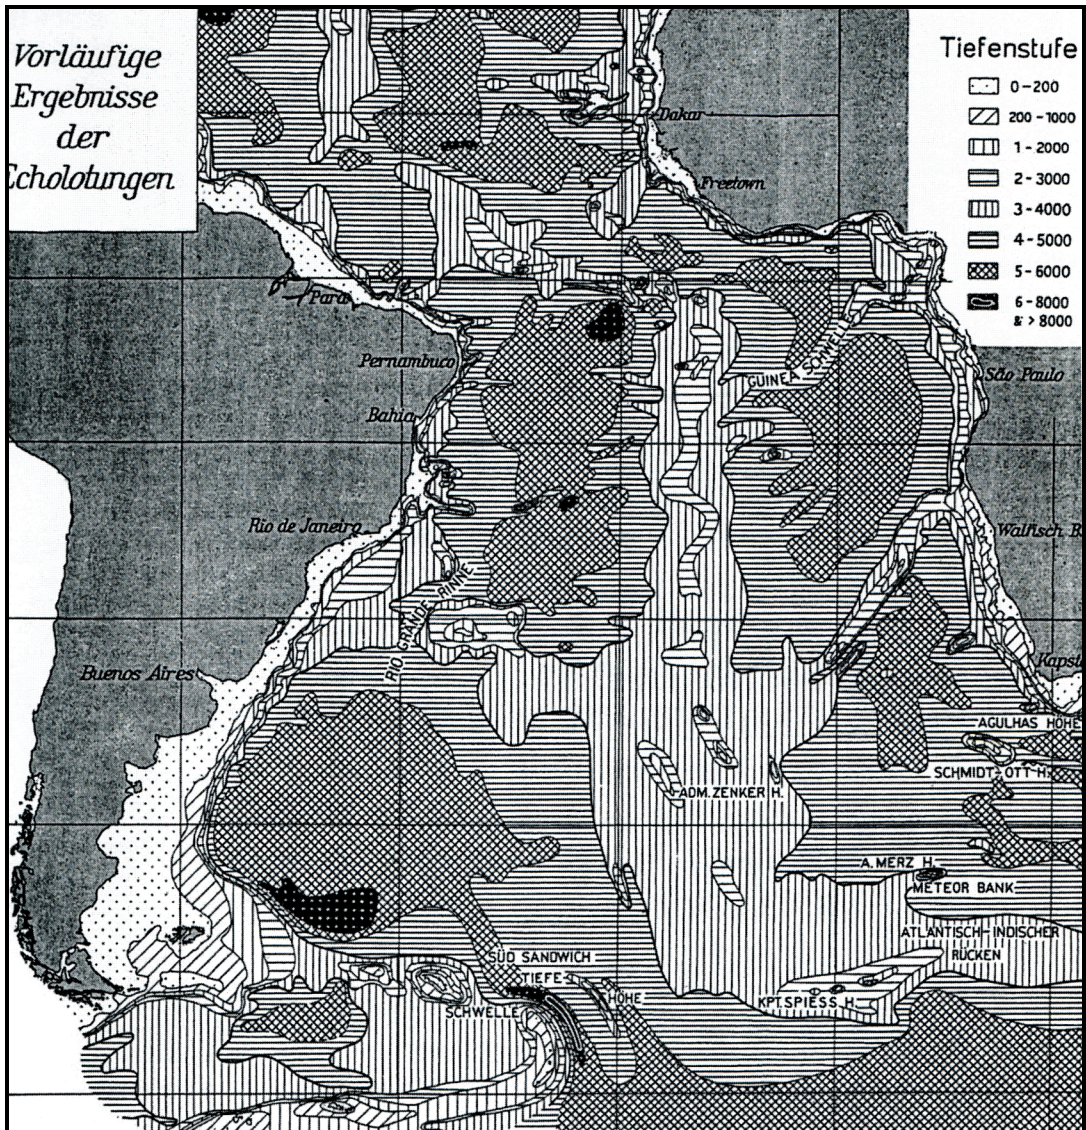 Vorläufige
Ergebnisse
der
Echolotungen
Tiefenstufe
0-200
200-1000
1-2000
2-3000
3-4000
4-5000
5-6000
6-8000
& > 8000
Dakar
Freetown
Pará
Pernambuco
Bahia
GUINEA SCHWELLE
São Paulo
Rio de Janeiro
Walfisch B
RIO GRANDE RINNE
Buenos Aires
Kapst
AGULHAS HÖHE
SCHMIDT-OTT H.
ADM. ZENKER H.
A. MERZ H.
METEOR BANK
ATLANTISCH-INDISCHER
RÜCKEN
SÜD SANDWICH
TIEFE
HÖHE
KPT. SPIESS H.
SCHWELLE